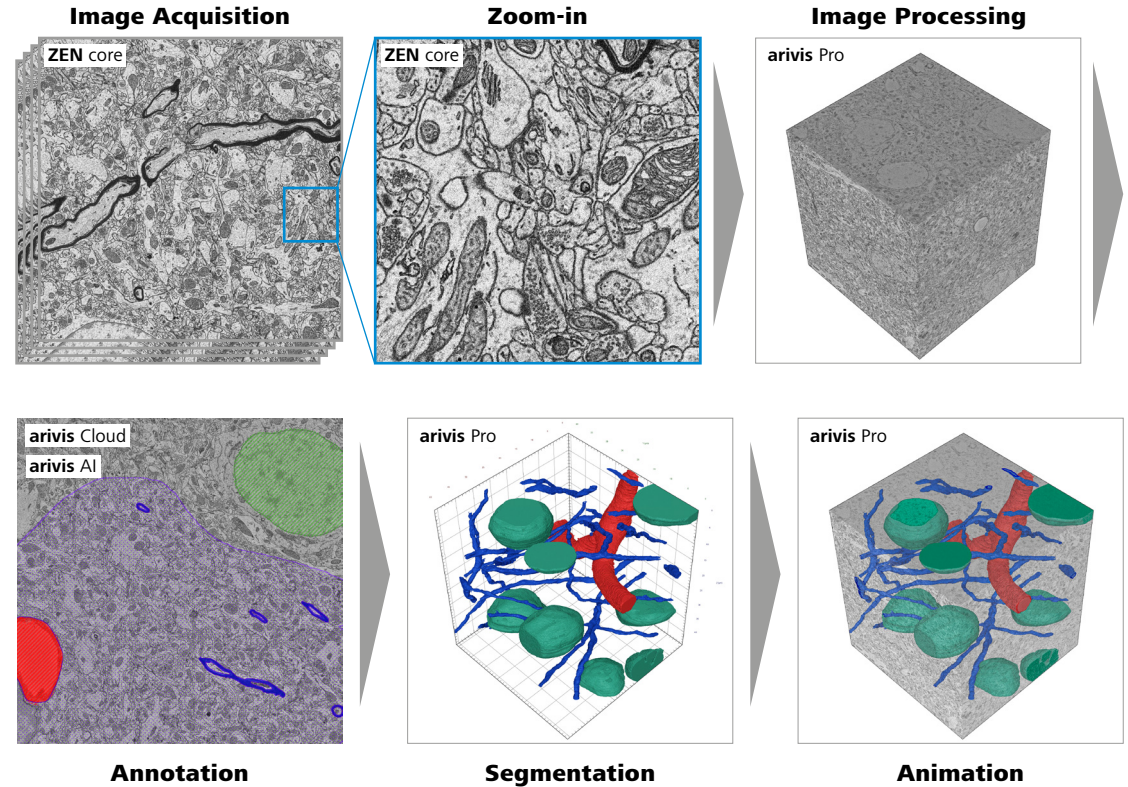 Image Acquisition
Zoom-in
Image Processing
ZEN core
ZEN core
arivis Pro
arivis Cloud
arivis AI
arivis Pro
arivis Pro
Annotation
Segmentation
Animation